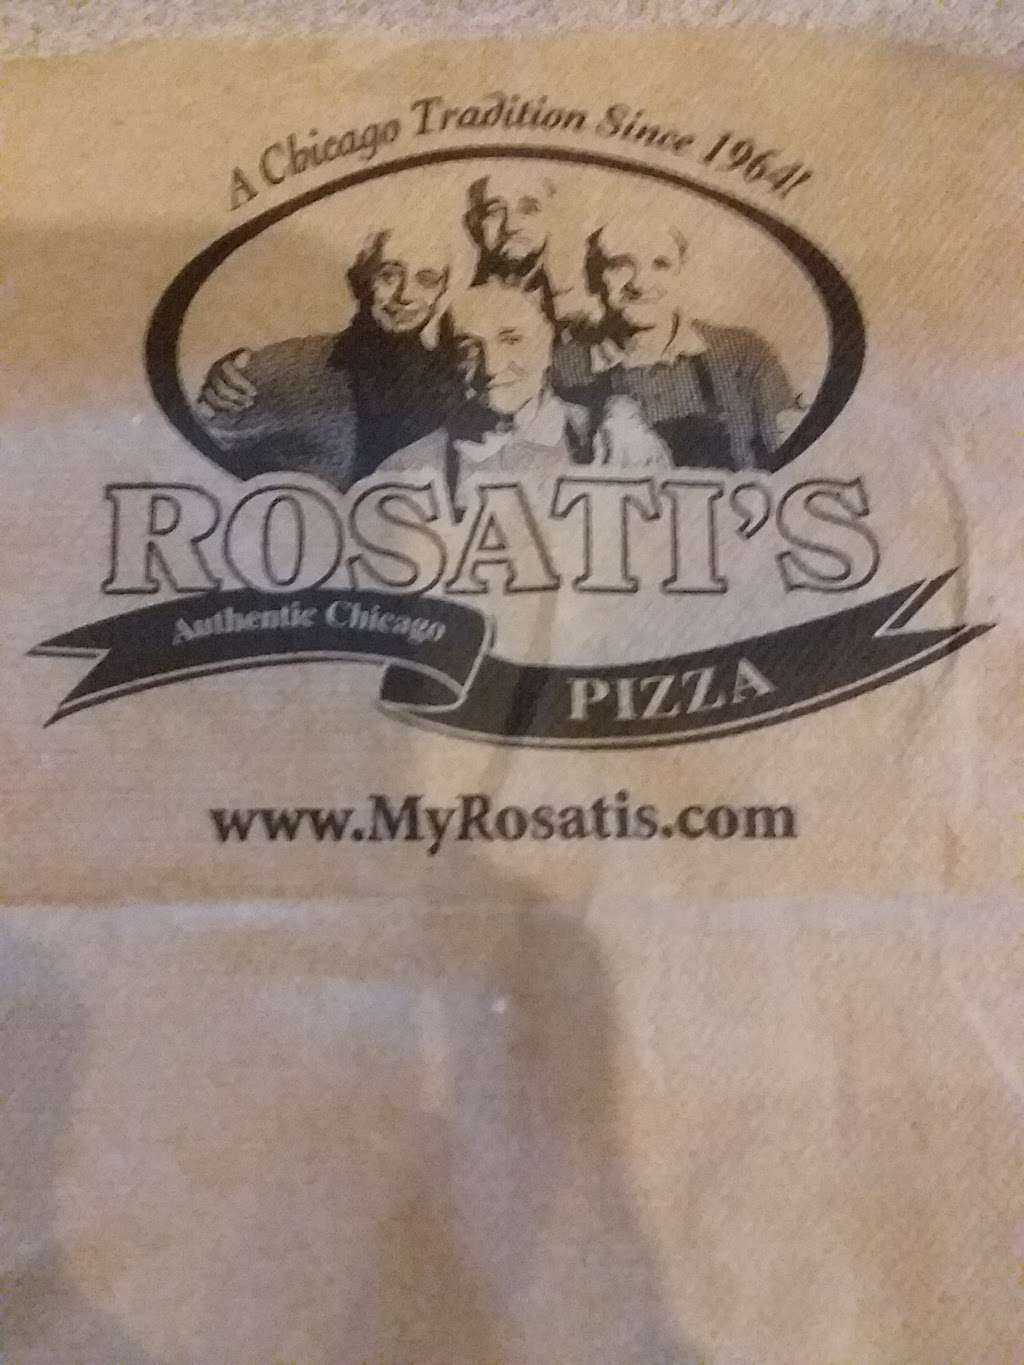 A Chicago Tradition Since 1964!
ROSATI'S
Authentic Chicago
PIZZA
www.MyRosatis.com